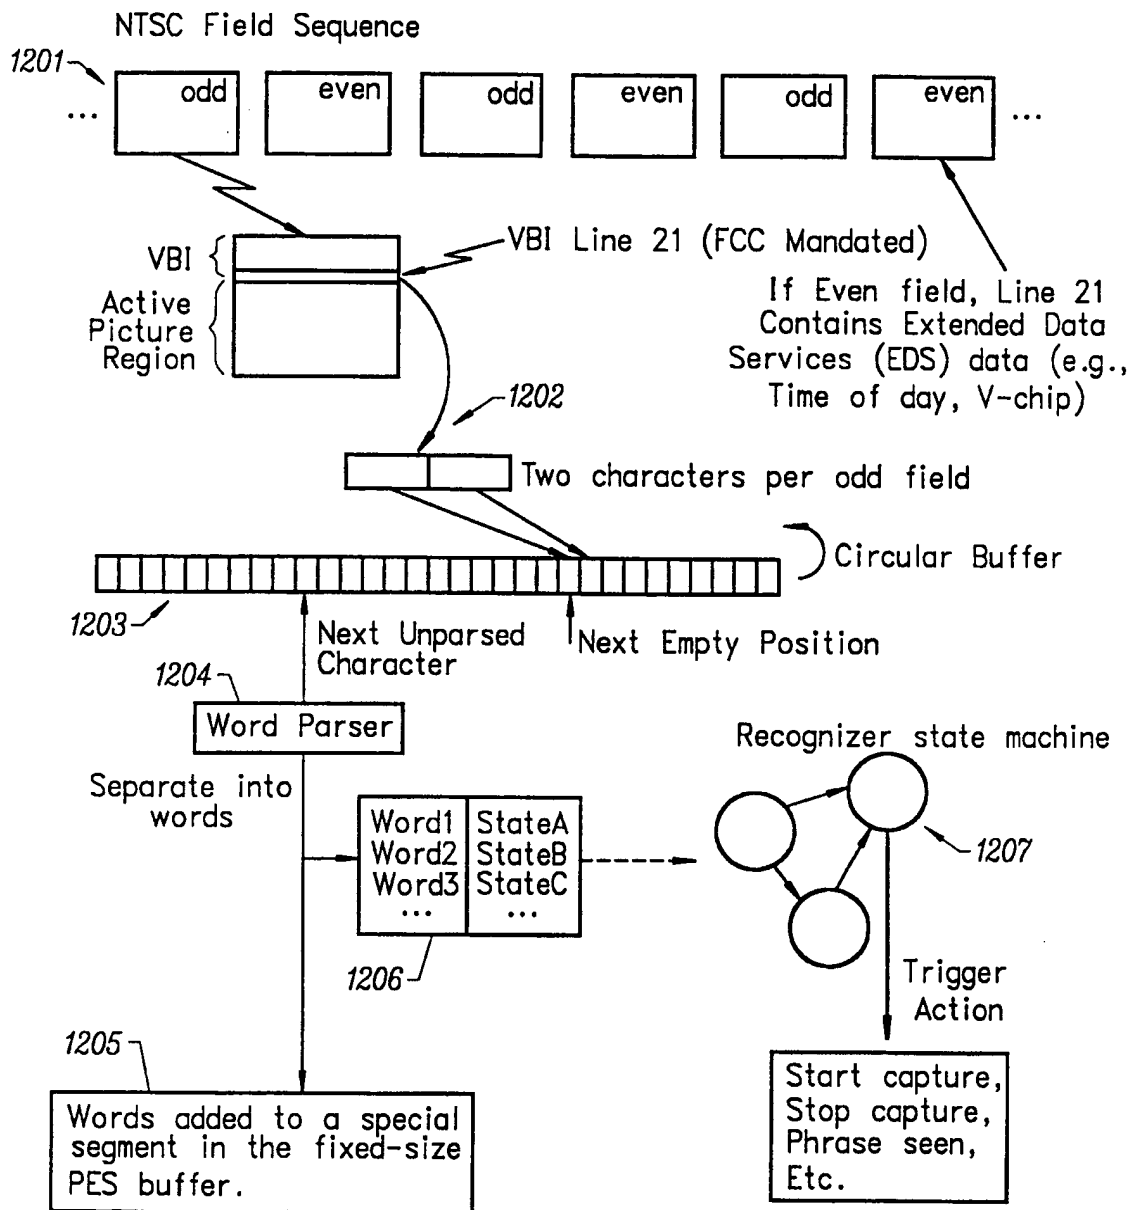 NTSC Field Sequence
1201
... odd even odd even odd even ...
VBI
VBI Line 21 (FCC Mandated)
Active
Picture
Region
If Even field, Line 21
Contains Extended Data
Services (EDS) data (e.g.,
Time of day, V-chip)
1202
Two characters per odd field
Circular Buffer
1203
Next Unparsed
Character
Next Empty Position
1204
Word Parser
Separate into
words
Word1 StateA
Word2 StateB
Word3 StateC
... ...
1206
Recognizer state machine
1207
Trigger
Action
1205
Words added to a special
segment in the fixed-size
PES buffer.
Start capture,
Stop capture,
Phrase seen,
Etc.